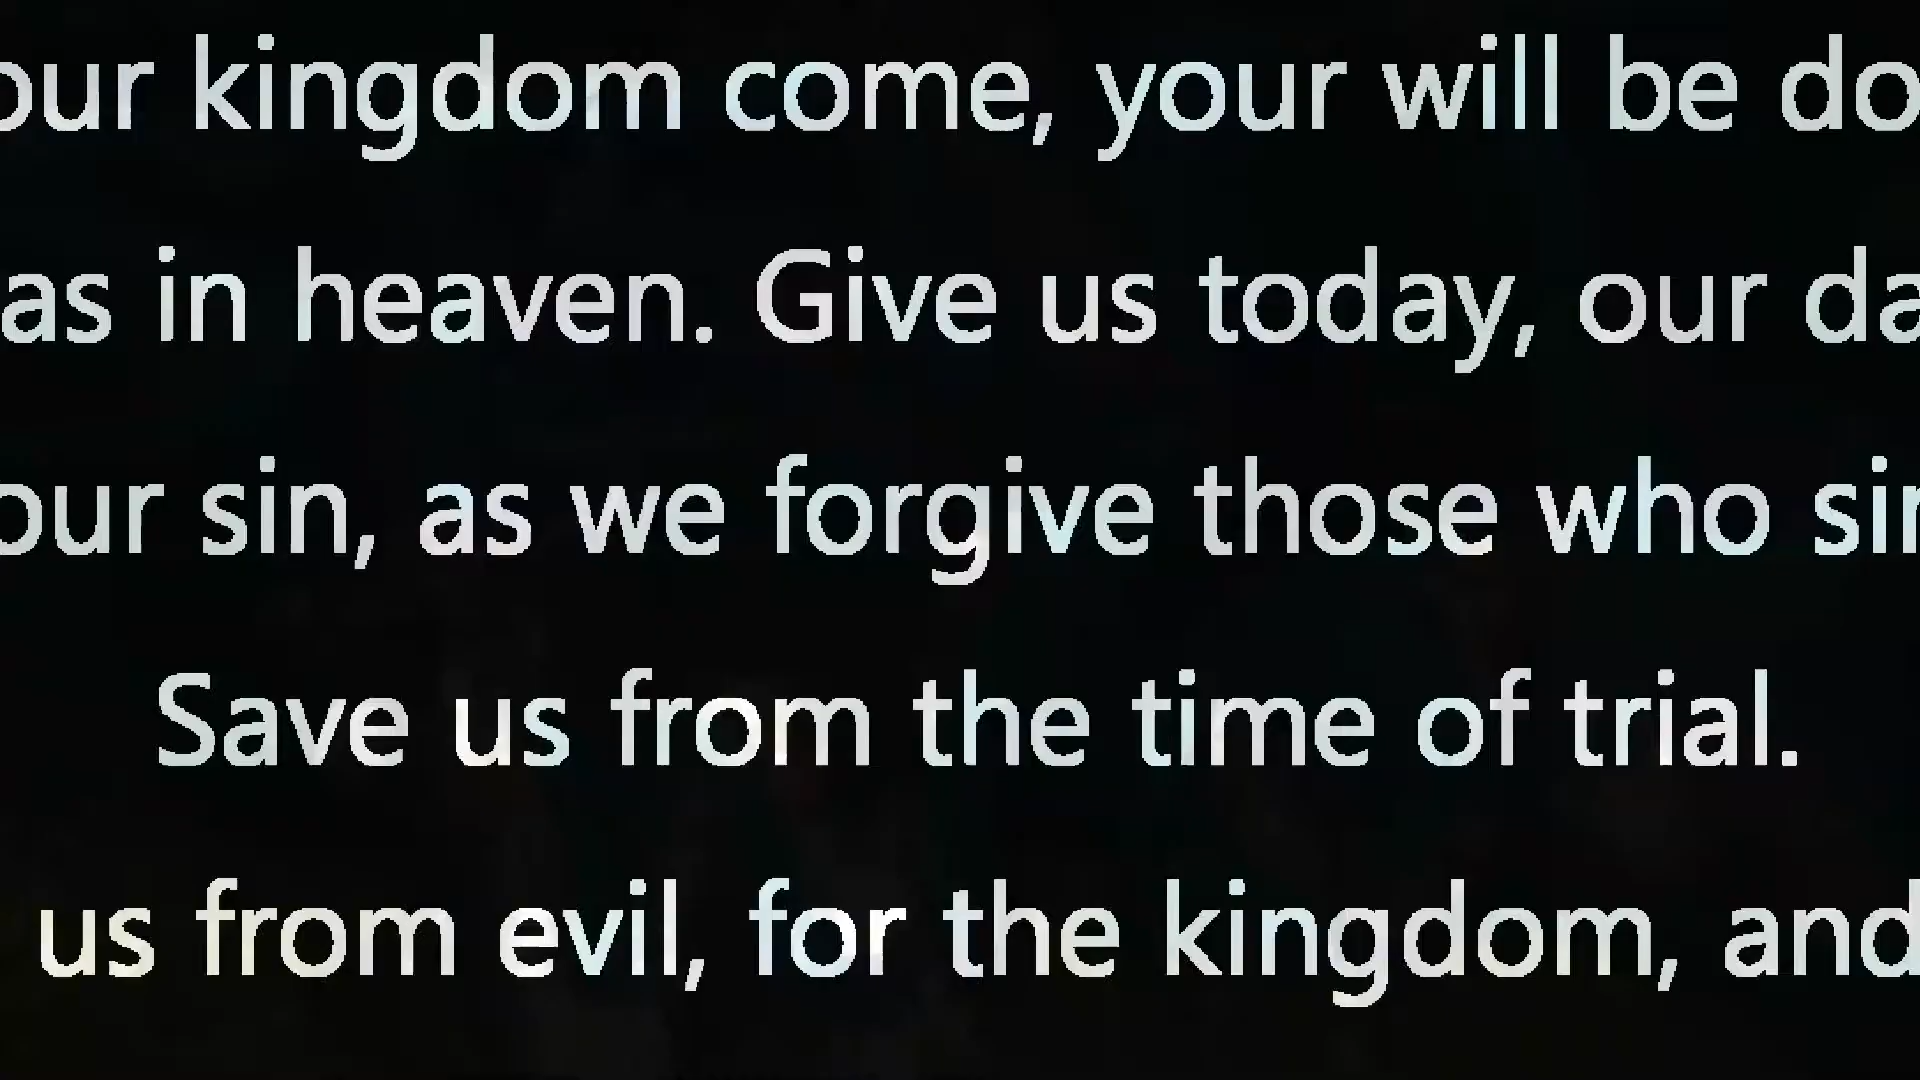 our kingdom come, your will be do
as in heaven. Give us today, our da
our sin, as we forgive those who sin
Save us from the time of trial.
us from evil, for the kingdom, and